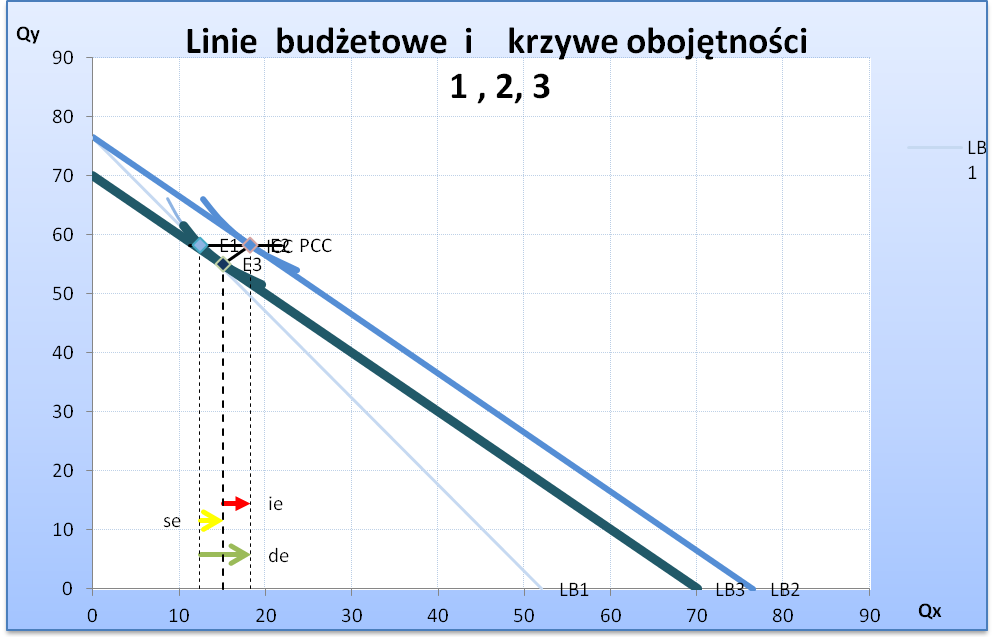 Linie budżetowe i krzywe obojętności
1 , 2, 3
Qy
90
80
70
60
50
40
30
20
10
0
LB
1
E1 ICC E2 PCC
E3
ie
se
de
LB1 LB3 LB2
0 10 20 30 40 50 60 70 80 90
Qx